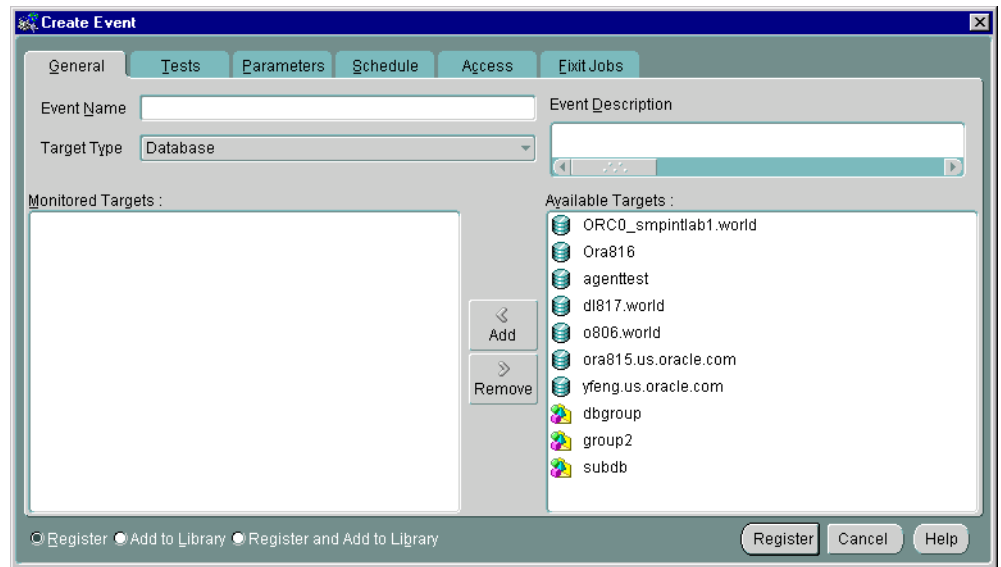 Create Event
General Tests Parameters Schedule Access Fixit Jobs
Event Name
Event Description
Target Type Database
Monitored Targets :
Available Targets :
ORC0_smpintlab1.world
Ora816
agenttest
dl817.world
o806.world
ora815.us.oracle.com
yfeng.us.oracle.com
dbgroup
group2
subdb
Add
Remove
Register Add to Library Register and Add to Library
Register Cancel Help